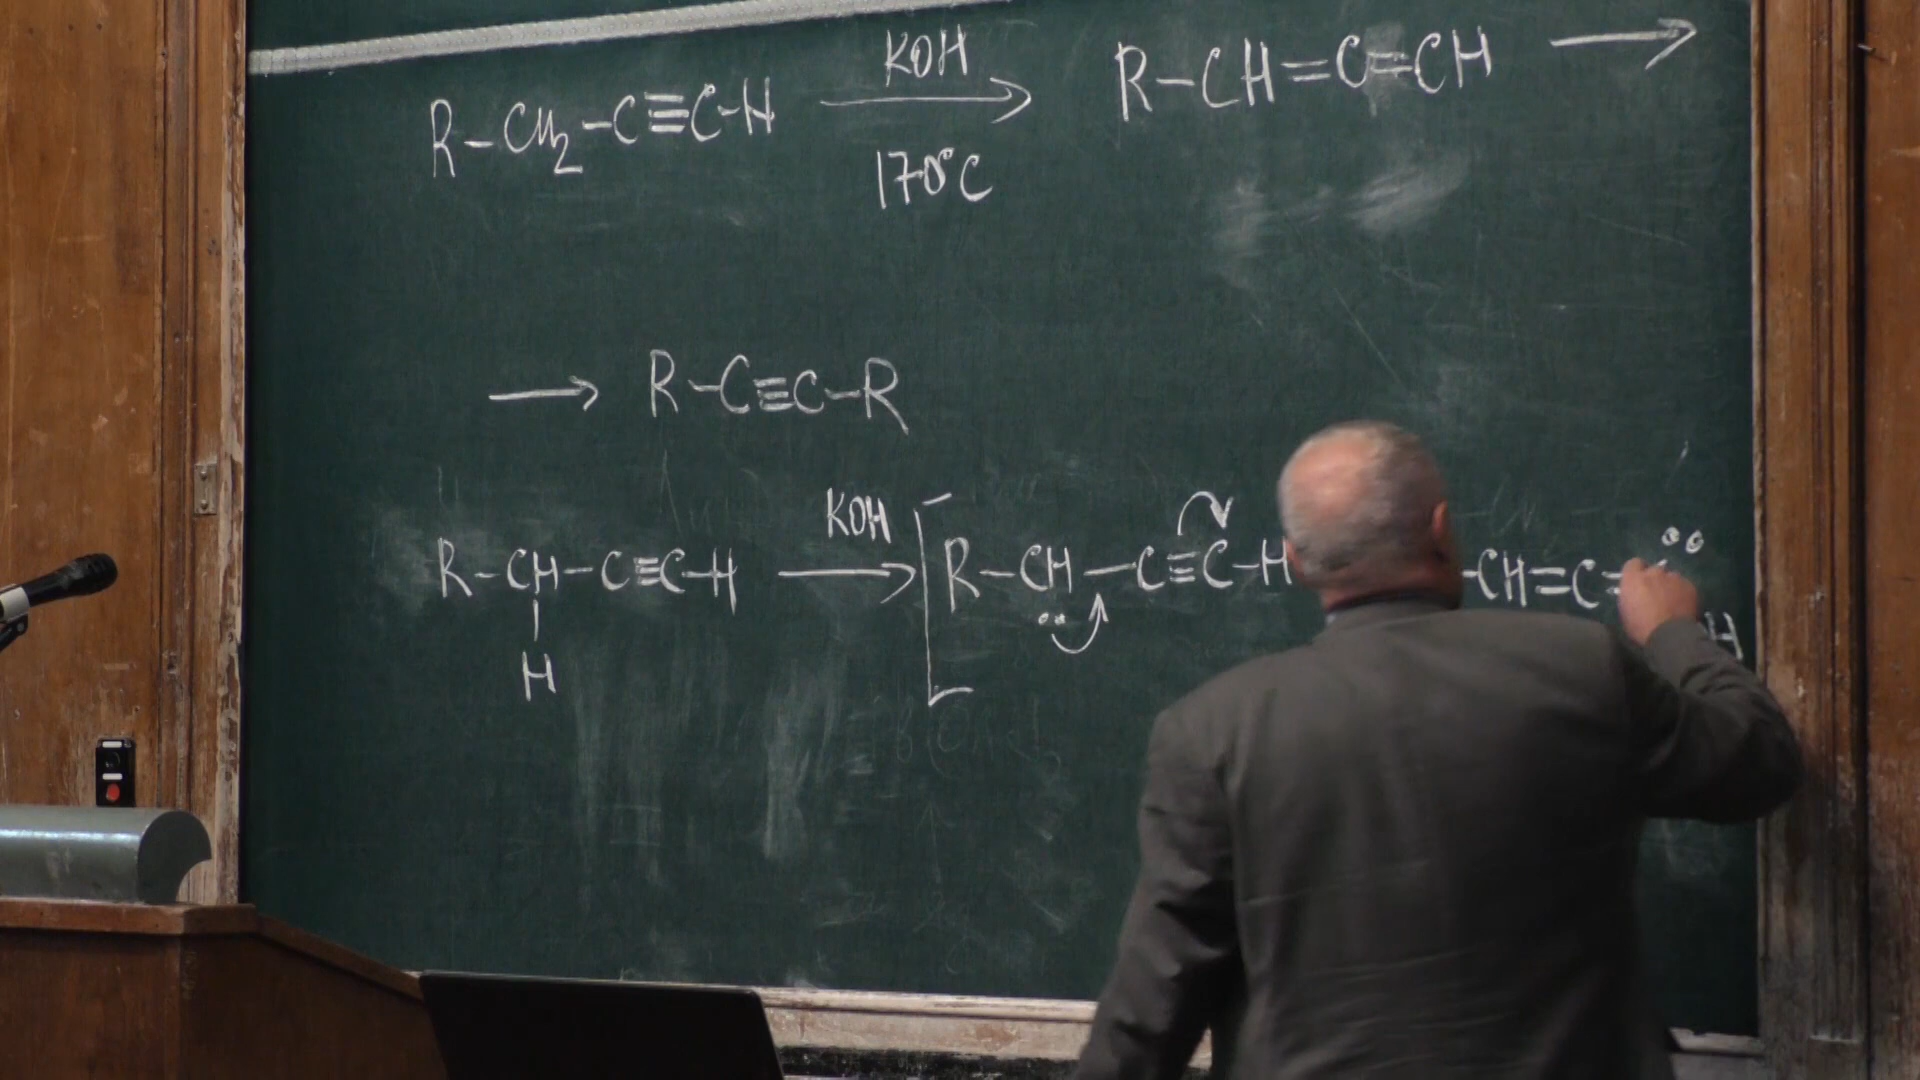 R-CH2-C≡C-H KOH 170°C R-CH=C=CH →
→ R-C≡C-R
R-CH-C≡C-H KOH → [R-CH-C≡C-H -CH=C= H
H